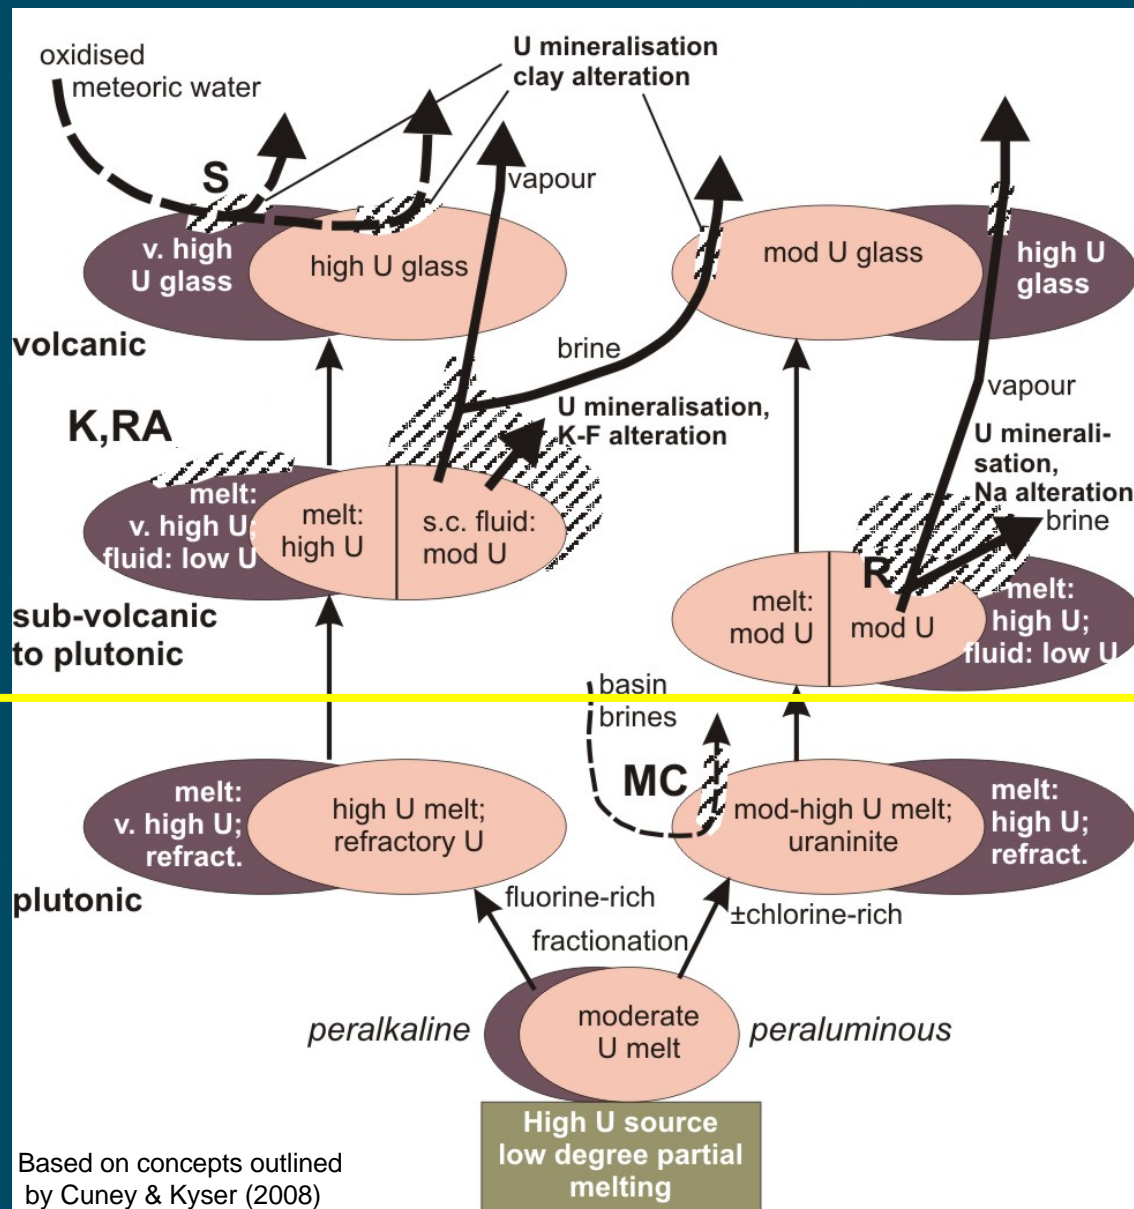 oxidised
meteoric water
U mineralisation
clay alteration
S
vapour
v. high
U glass
high U glass
mod U glass
high U
glass
volcanic
brine
vapour
K,RA
U mineralisation,
K-F alteration
U minerali-
sation,
Na alteration
brine
melt:
v. high U;
fluid: low U
melt:
high U
s.c. fluid:
mod U
R
melt:
mod U
mod U
melt:
high U;
fluid: low U
sub-volcanic
to plutonic
basin
brines
MC
melt:
v. high U;
refract.
high U melt;
refractory U
mod-high U melt;
uraninite
melt:
high U;
refract.
plutonic
fluorine-rich
±chlorine-rich
fractionation
peralkaline
moderate
U melt
peraluminous
High U source
low degree partial
melting
Based on concepts outlined
by Cuney & Kyser (2008)